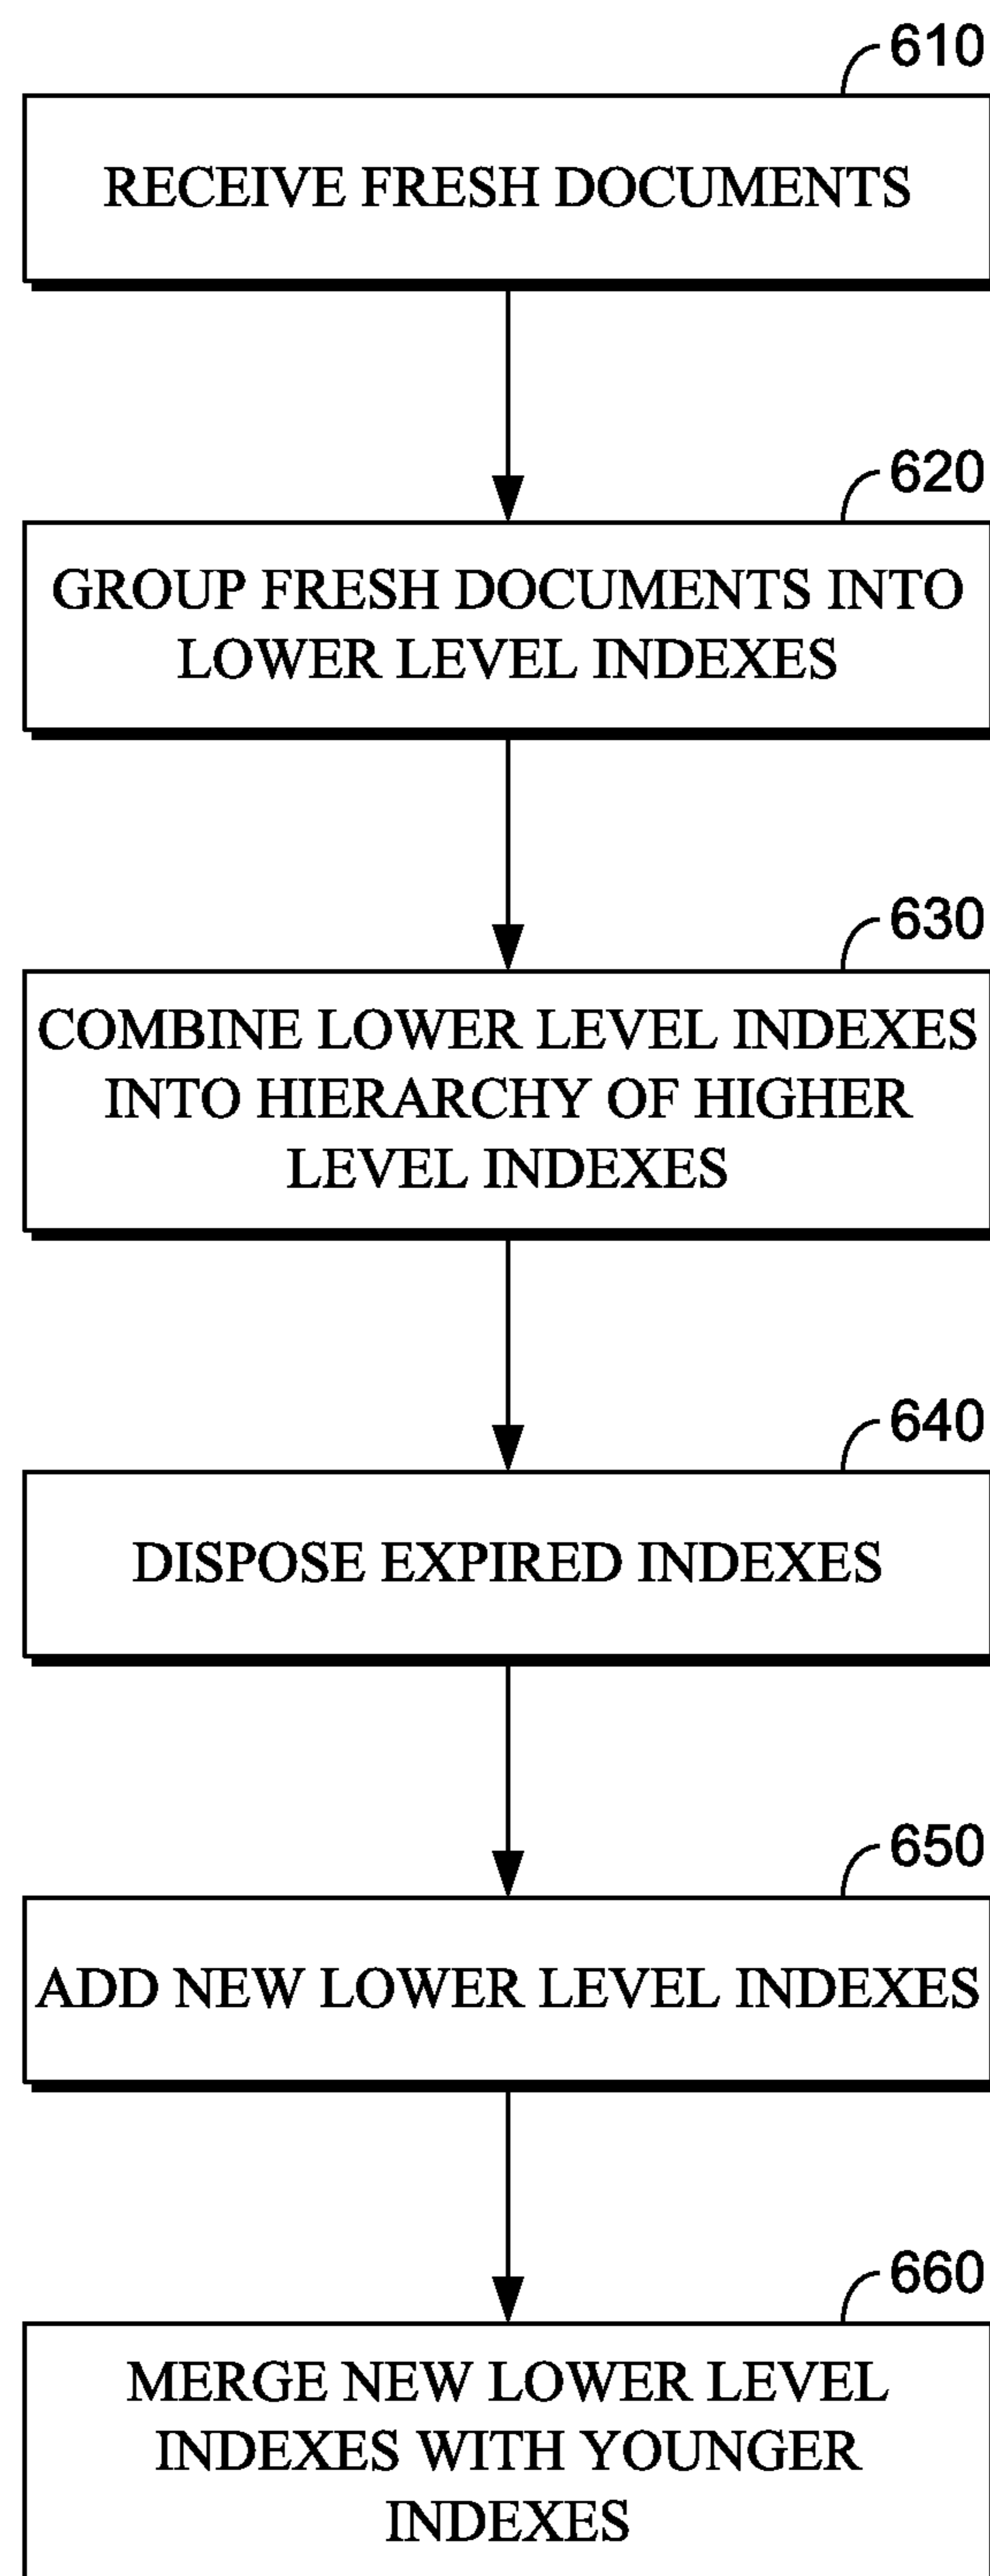 610
RECEIVE FRESH DOCUMENTS
620
GROUP FRESH DOCUMENTS INTO
LOWER LEVEL INDEXES
630
COMBINE LOWER LEVEL INDEXES
INTO HIERARCHY OF HIGHER
LEVEL INDEXES
640
DISPOSE EXPIRED INDEXES
650
ADD NEW LOWER LEVEL INDEXES
660
MERGE NEW LOWER LEVEL
INDEXES WITH YOUNGER
INDEXES